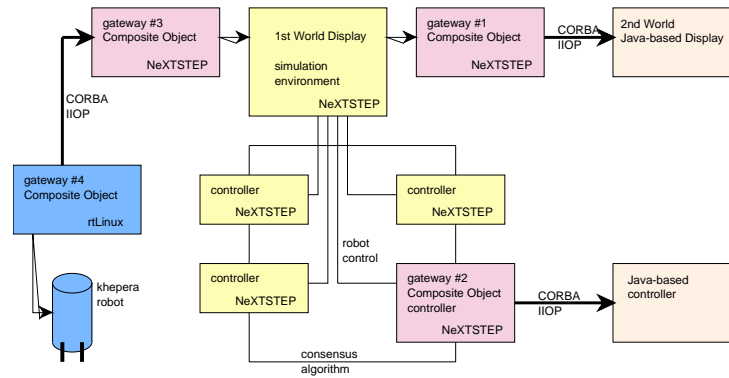 gateway #3
Composite Object
NeXTSTEP
1st World Display
simulation
environment
NeXTSTEP
gateway #1
Composite Object
NeXTSTEP
CORBA
IIOP
2nd World
Java-based Display
CORBA
IIOP
gateway #4
Composite Object
rtLinux
khepera
robot
controller
NeXTSTEP
controller
NeXTSTEP
controller
NeXTSTEP
robot
control
gateway #2
Composite Object
controller
NeXTSTEP
CORBA
IIOP
Java-based
controller
consensus
algorithm